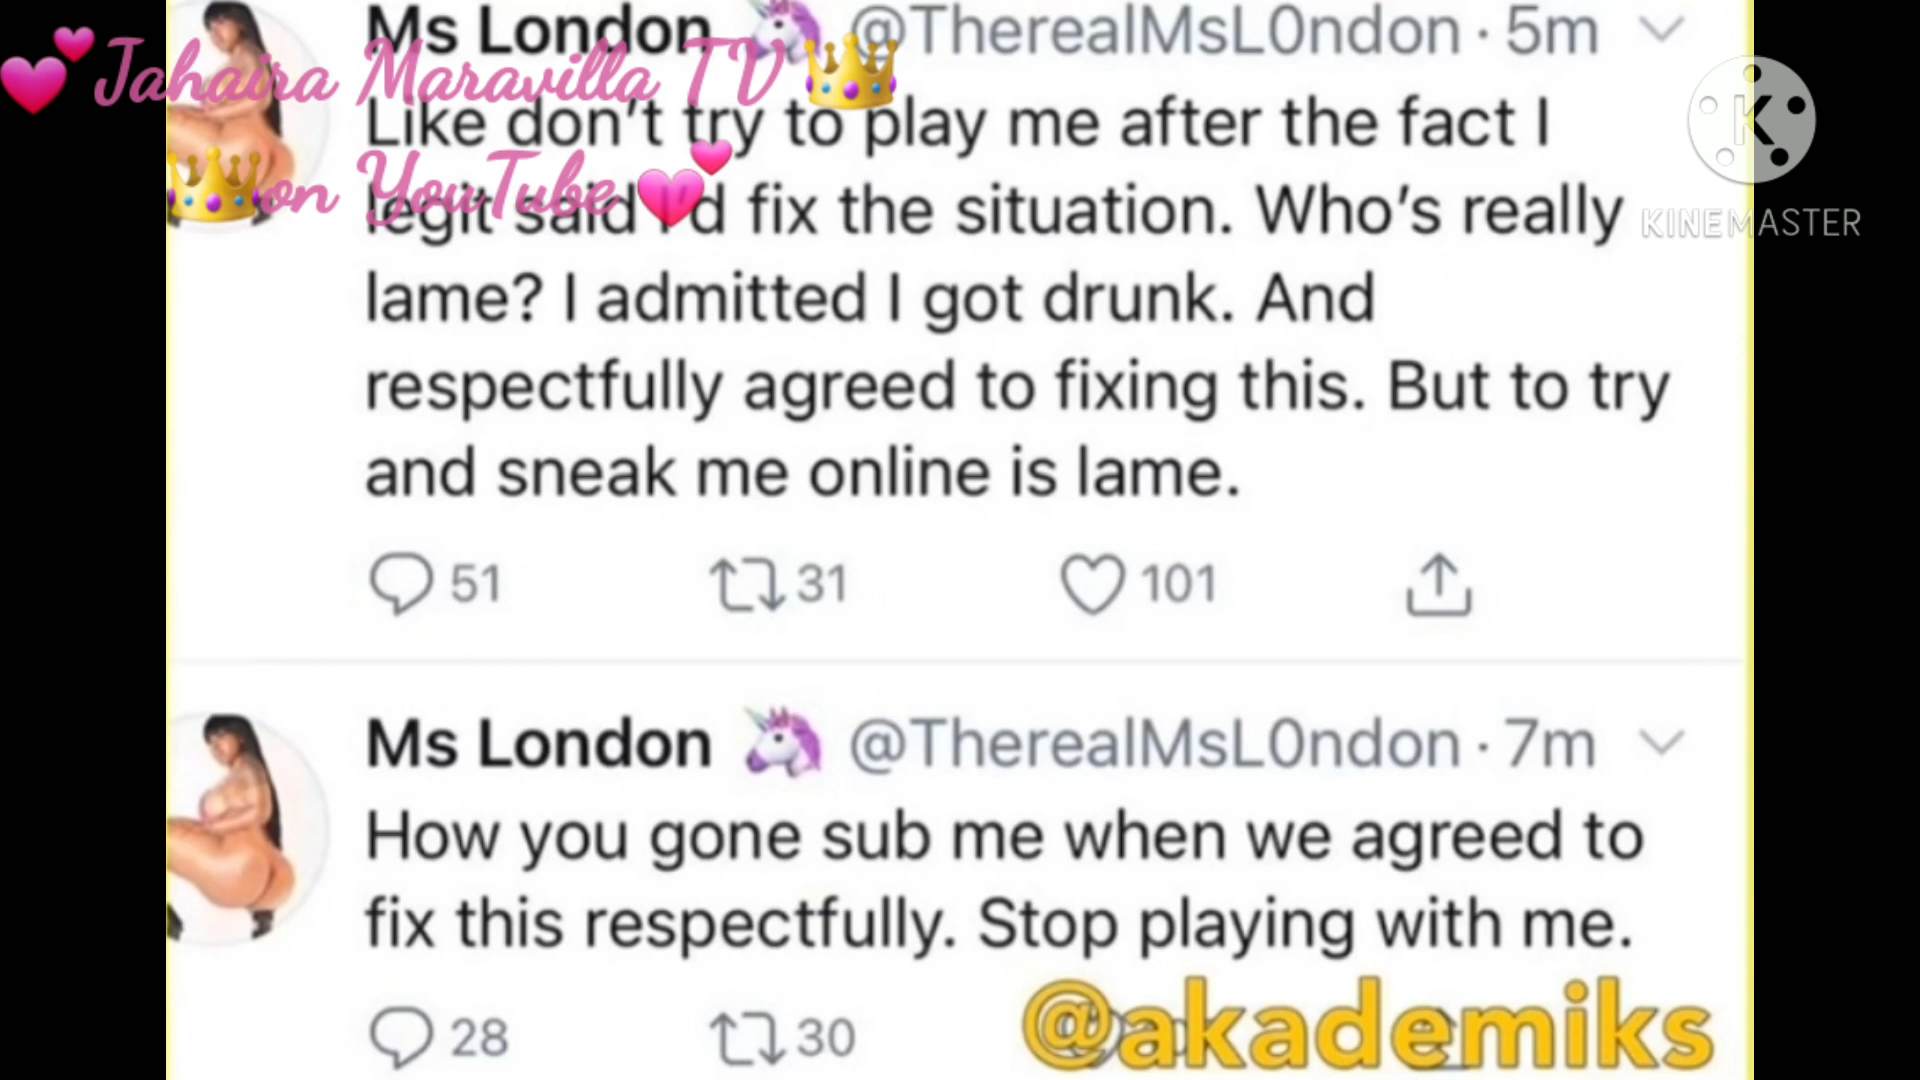 Ms London 🦄 @TherealMsL0ndon · 5m
💕Jahaira Maravilla TV👑
Like don't try to play me after the fact I
👑on YouTube💕
legit said I'd fix the situation. Who's really
lame? I admitted I got drunk. And
respectfully agreed to fixing this. But to try
and sneak me online is lame.
51 31 101
K
KINEMASTER
Ms London 🦄 @TherealMsL0ndon · 7m
How you gone sub me when we agreed to
fix this respectfully. Stop playing with me.
28 30
@akademiks